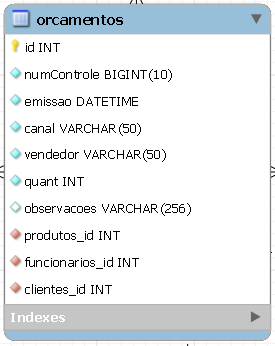 orcamentos
id INT
numControle BIGINT(10)
emissao DATETIME
canal VARCHAR(50)
vendedor VARCHAR(50)
quant INT
observacoes VARCHAR(256)
produtos_id INT
funcionarios_id INT
clientes_id INT
Indexes